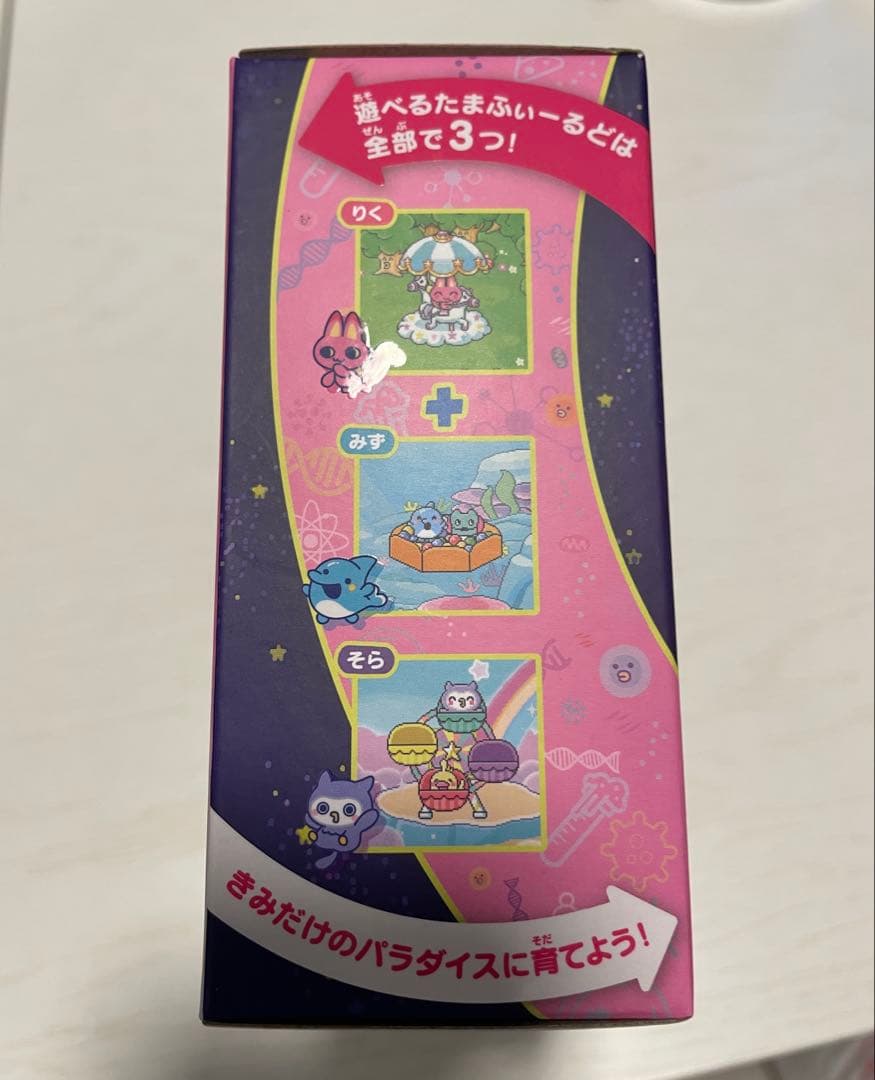 遊べるたまふぃーるどは
全部で3つ!
りく
みず
そら
きみだけのパラダイスに育てよう!